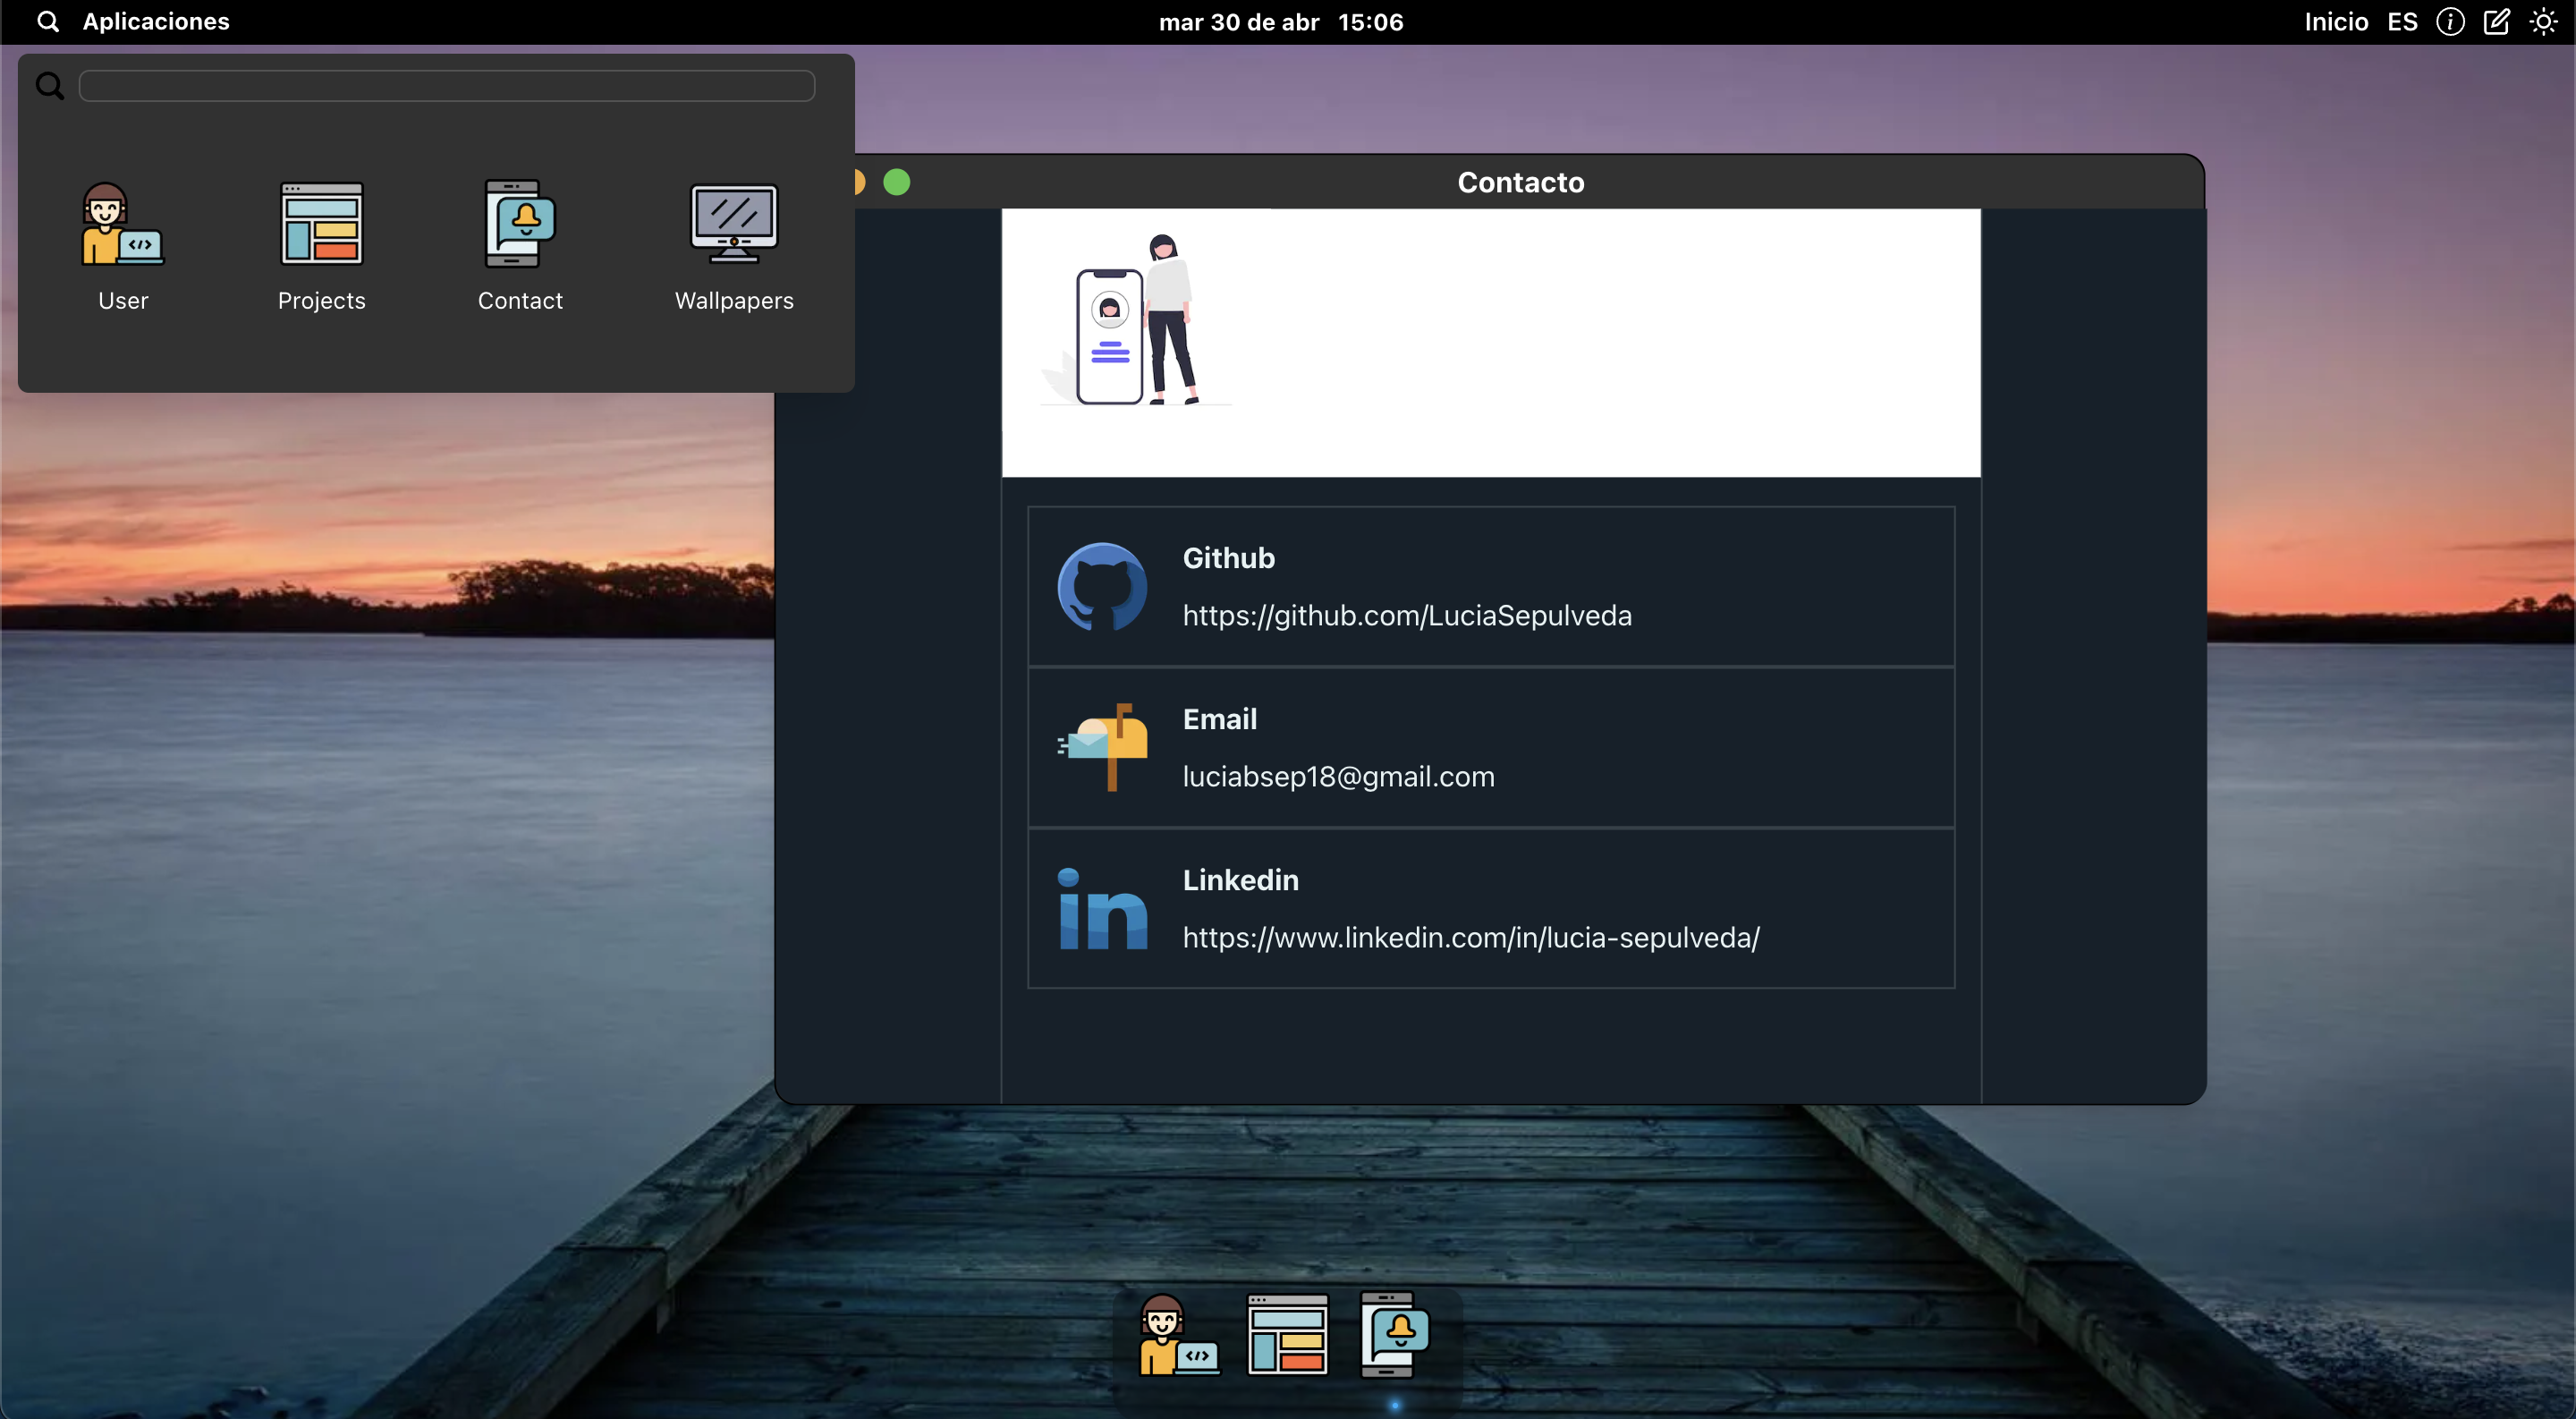 Aplicaciones
mar 30 de abr 15:06
Inicio ES
User
Projects
Contact
Wallpapers
Contacto
Github
https://github.com/LuciaSepulveda
Email
luciabsep18@gmail.com
Linkedin
https://www.linkedin.com/in/lucia-sepulveda/